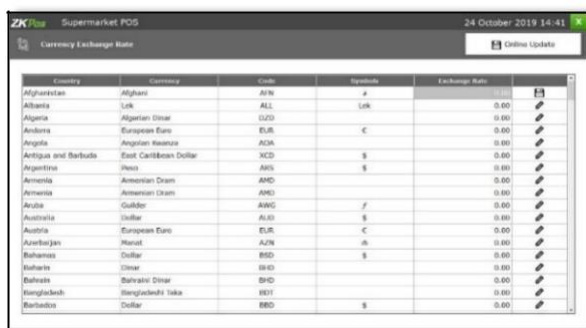 ZKPos Supermarket POS 24 October 2019 14:41 X
Currency Exchange Rate Online Update
Country Currency Code Symbols Exchange Rate
Afghanistan Afghani AFN 0.00
Albania Lek ALL Lek 0.00
Algeria Algerian Dinar DZD 0.00
Andorra European Euro EUR € 0.00
Angola Angolan Kwanza AOA 0.00
Antigua and Barbuda East Caribbean Dollar XCD $ 0.00
Argentina Peso ARS $ 0.00
Armenia Armenian Dram AMD 0.00
Armenia Armenian Dram AMD 0.00
Aruba Guilder AWG ƒ 0.00
Australia Dollar AUD $ 0.00
Austria European Euro EUR € 0.00
Azerbaijan Manat AZN 0.00
Bahamas Dollar BSD $ 0.00
Baharin Dinar BHD 0.00
Bahrain Bahraini Dinar BHD 0.00
Bangladesh Bangladeshi Taka BDT 0.00
Barbados Dollar BBD $ 0.00